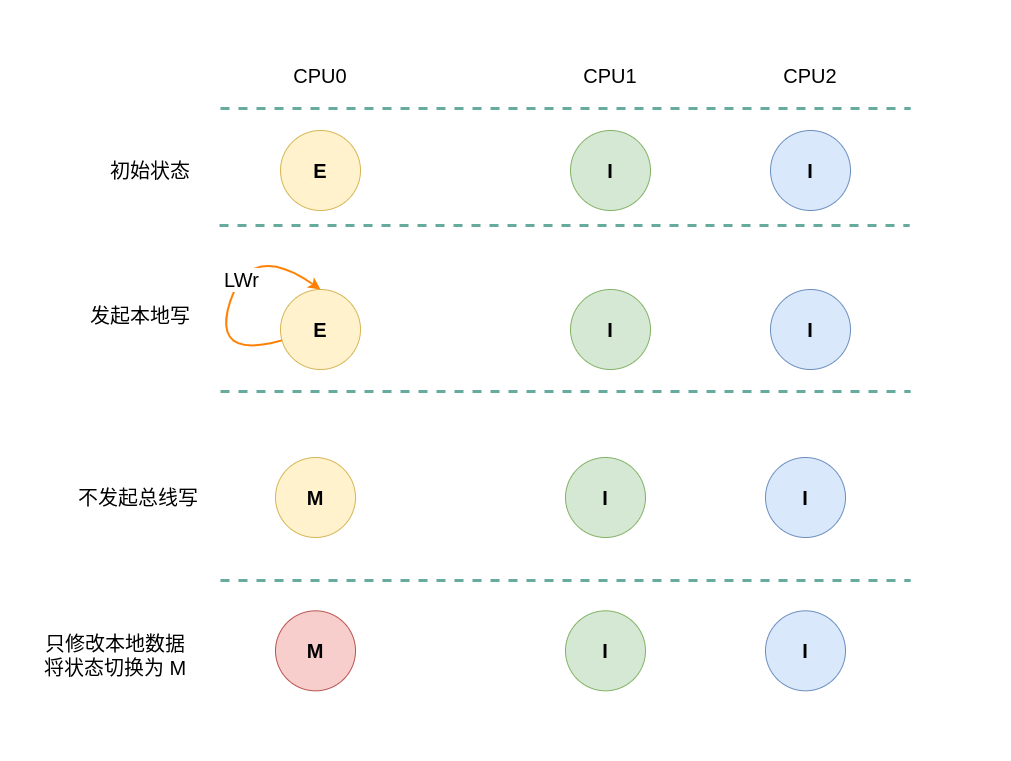 CPU0 CPU1 CPU2
初始状态 E I I
LWr
发起本地写 E I I
不发起总线写 M I I
只修改本地数据
将状态切换为 M M I I